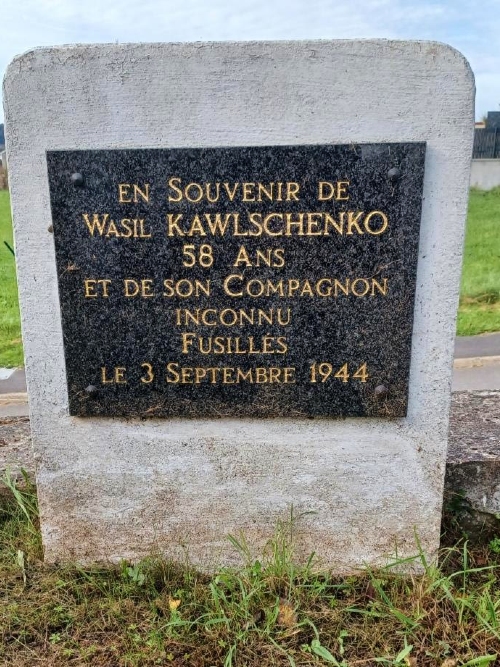 EN SOUVENIR DE
WASIL KAWLSCHENKO
58 ANS
ET DE SON COMPAGNON
INCONNU
FUSILLES
LE 3 SEPTEMBRE 1944